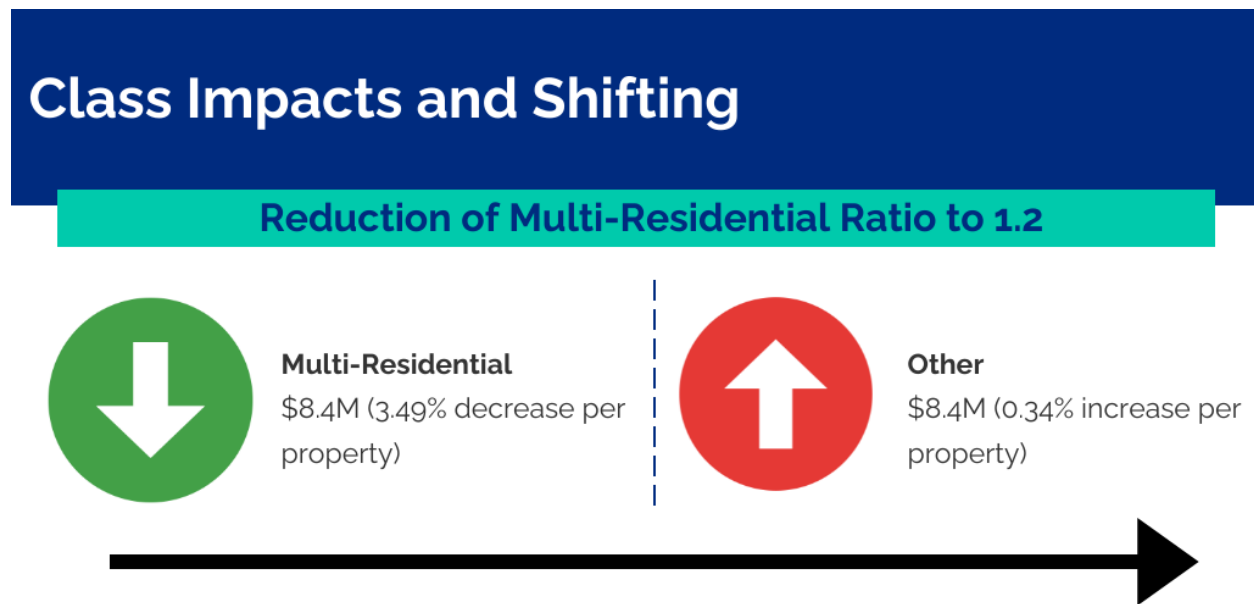 Class Impacts and Shifting
Reduction of Multi-Residential Ratio to 1.2
Multi-Residential
$8.4M (3.49% decrease per
property)
Other
$8.4M (0.34% increase per
property)